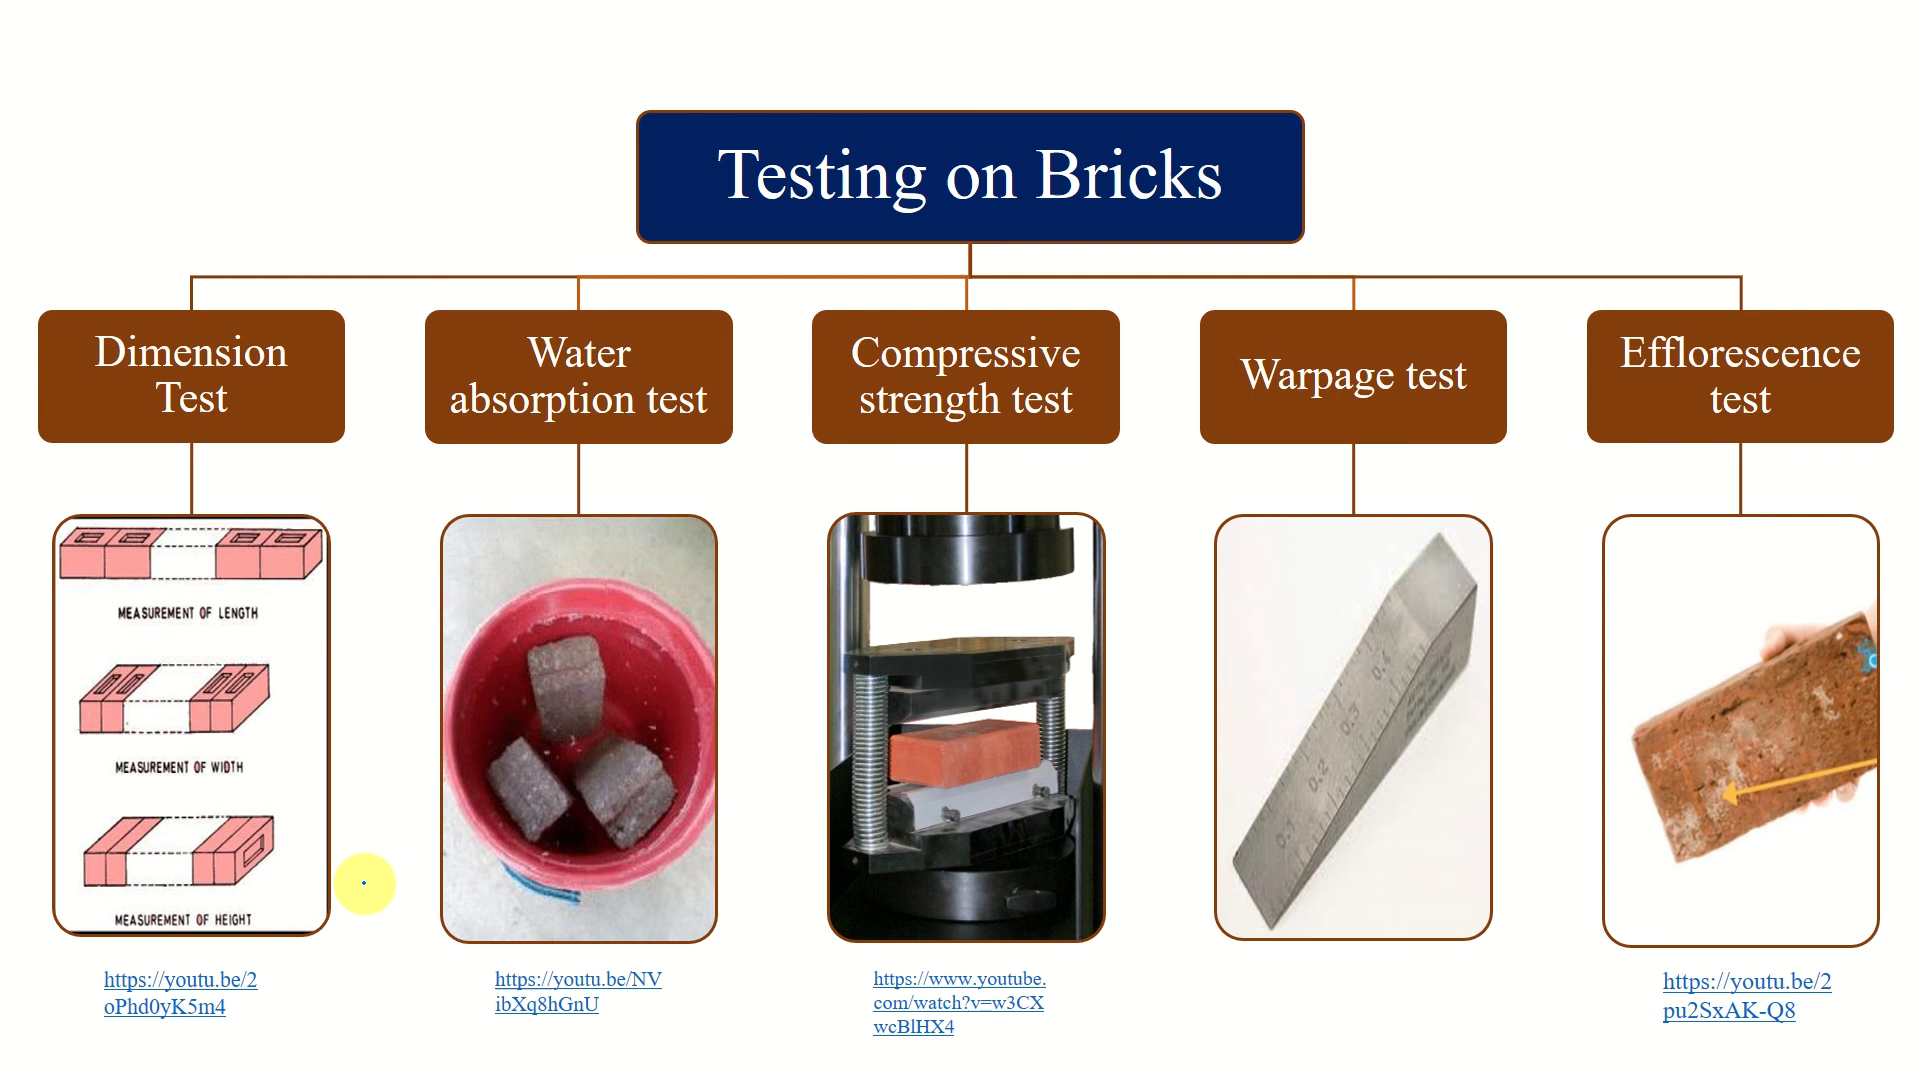 Testing on Bricks
Dimension
Test
Water
absorption test
Compressive
strength test
Warpage test
Efflorescence
test
MEASUREMENT OF LENGTH
MEASUREMENT OF WIDTH
MEASUREMENT OF HEIGHT
0.4
0.3
0.2
0.1
https://youtu.be/2
oPhd0yK5m4
https://youtu.be/NV
ibXq8hGnU
https://www.youtube.
com/watch?v=w3CX
wcBlHX4
https://youtu.be/2
pu2SxAK-Q8